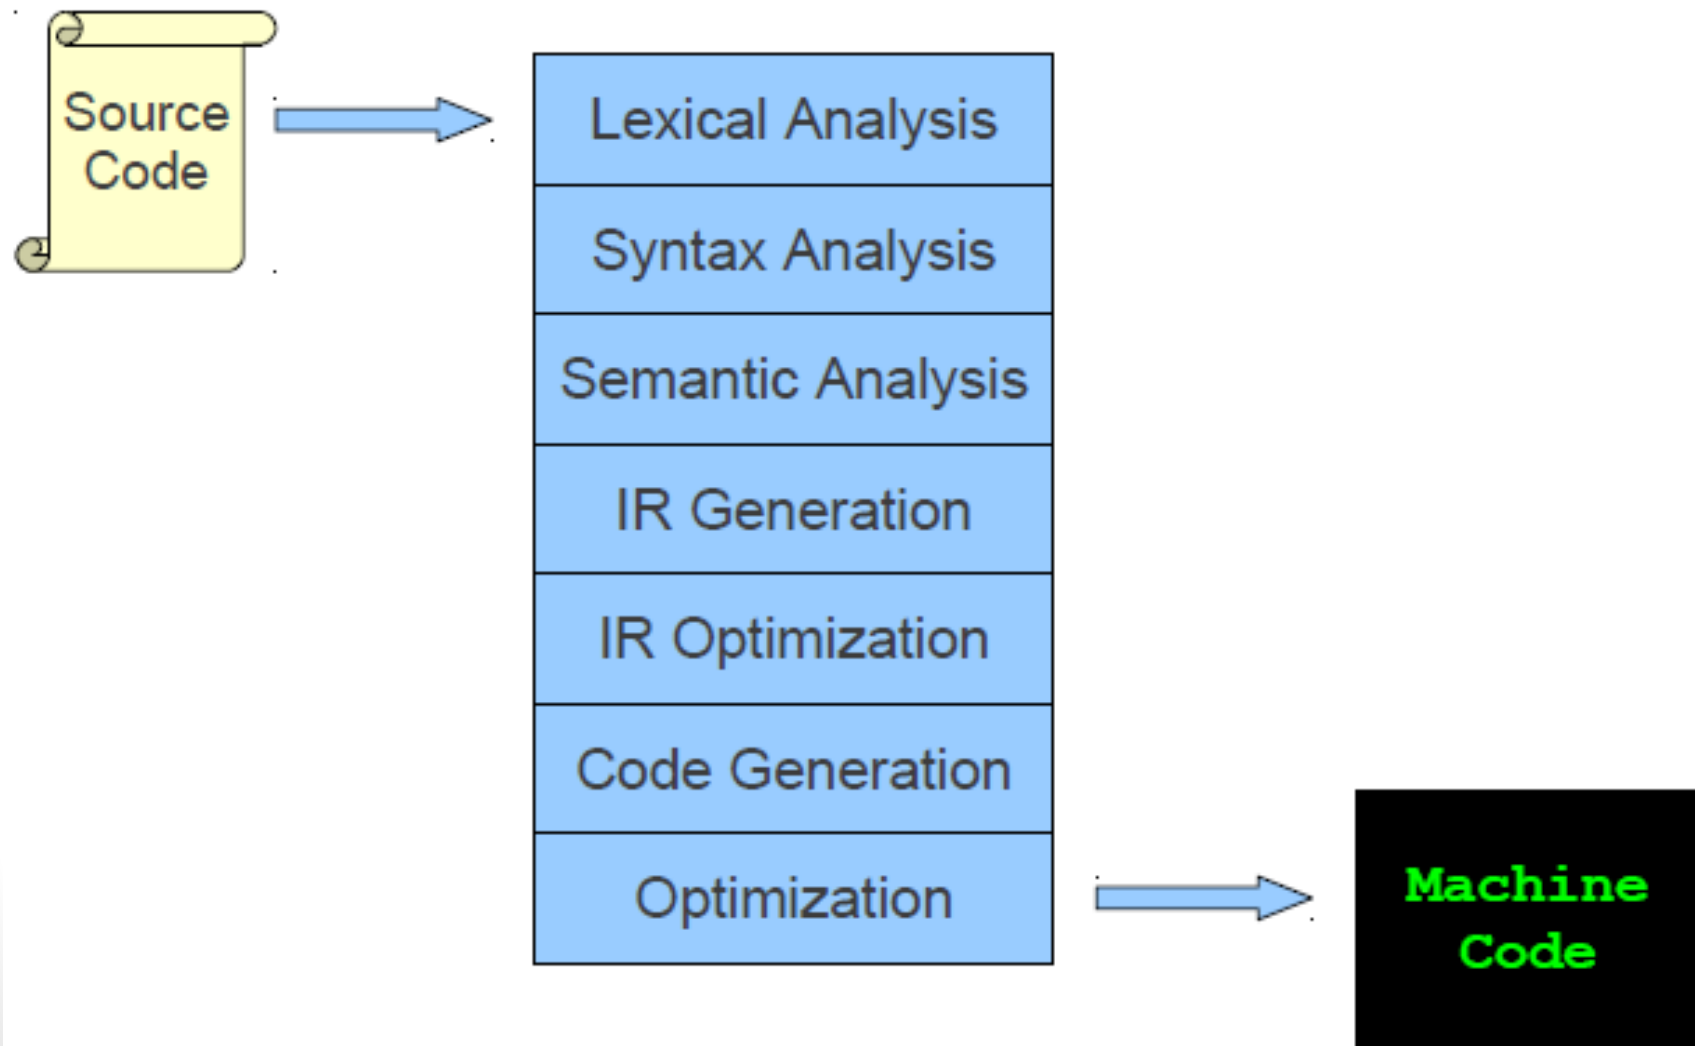 Source
Code
Lexical Analysis
Syntax Analysis
Semantic Analysis
IR Generation
IR Optimization
Code Generation
Optimization
Machine
Code